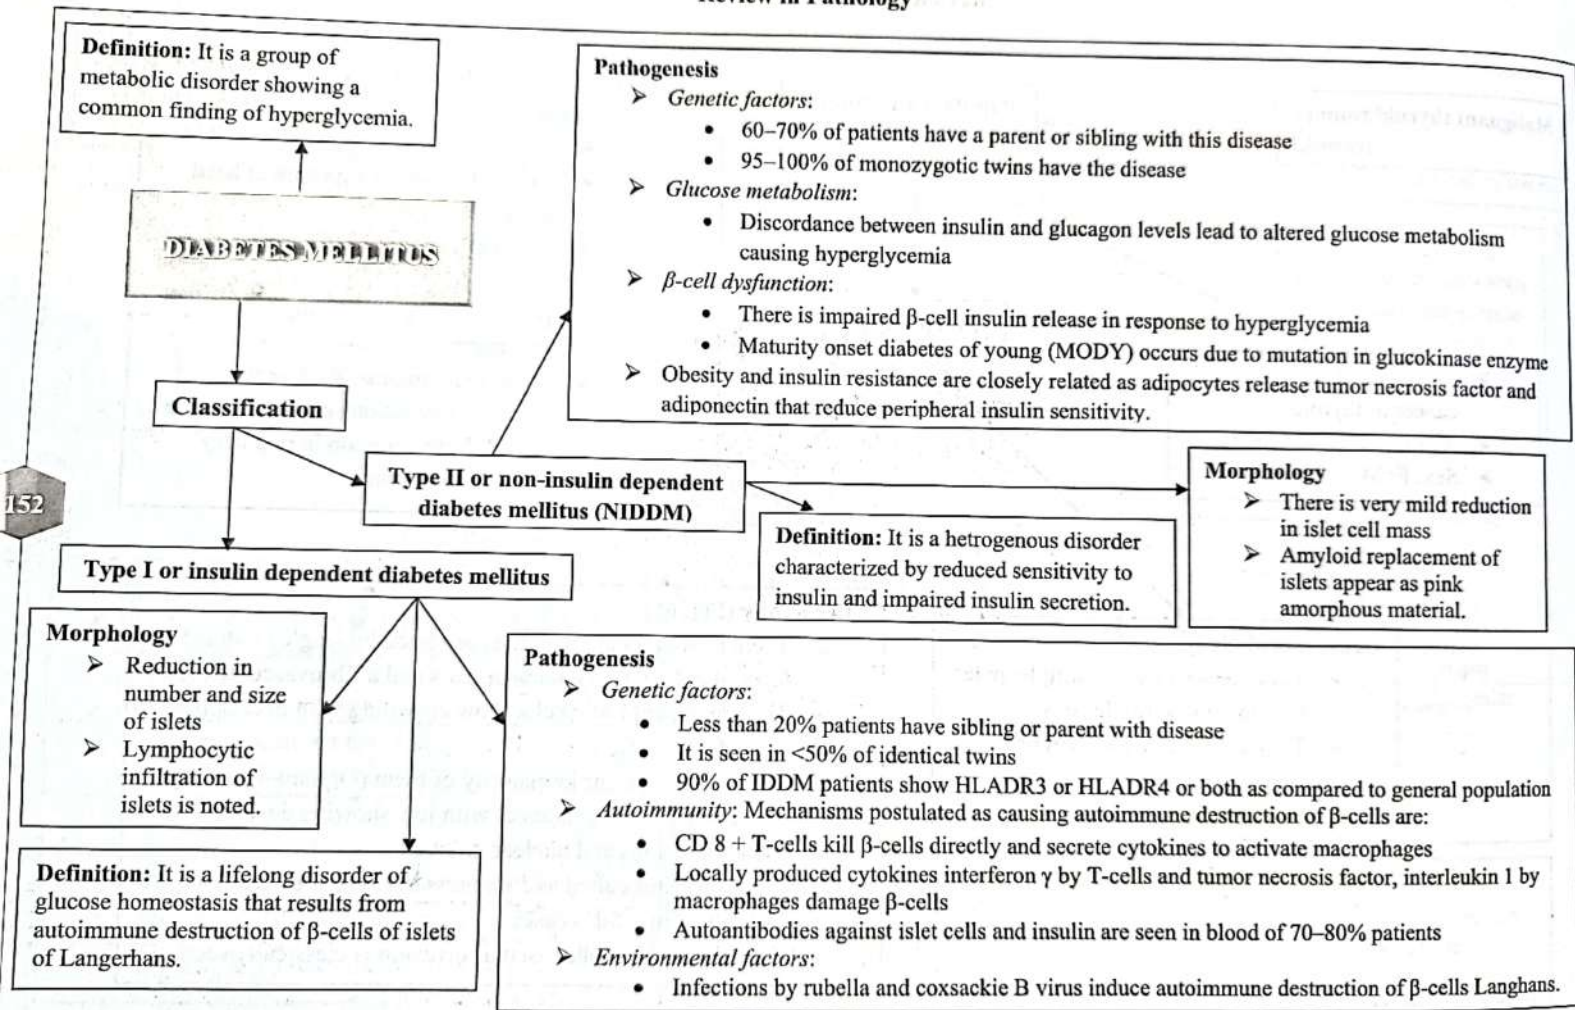 Review in Pathology
Definition: It is a group of
metabolic disorder showing a
common finding of hyperglycemia.
DIABETES MELLITUS
Pathogenesis
➢ Genetic factors:
• 60–70% of patients have a parent or sibling with this disease
• 95–100% of monozygotic twins have the disease
➢ Glucose metabolism:
• Discordance between insulin and glucagon levels lead to altered glucose metabolism
causing hyperglycemia
➢ β-cell dysfunction:
• There is impaired β-cell insulin release in response to hyperglycemia
• Maturity onset diabetes of young (MODY) occurs due to mutation in glucokinase enzyme
➢ Obesity and insulin resistance are closely related as adipocytes release tumor necrosis factor and
adiponectin that reduce peripheral insulin sensitivity.
Classification
Type II or non-insulin dependent
diabetes mellitus (NIDDM)
Morphology
➢ There is very mild reduction
in islet cell mass
➢ Amyloid replacement of
islets appear as pink
amorphous material.
152
Definition: It is a hetrogenous disorder
characterized by reduced sensitivity to
insulin and impaired insulin secretion.
Type I or insulin dependent diabetes mellitus
Morphology
➢ Reduction in
number and size
of islets
➢ Lymphocytic
infiltration of
islets is noted.
Pathogenesis
➢ Genetic factors:
• Less than 20% patients have sibling or parent with disease
• It is seen in <50% of identical twins
• 90% of IDDM patients show HLADR3 or HLADR4 or both as compared to general population
➢ Autoimmunity: Mechanisms postulated as causing autoimmune destruction of β-cells are:
• CD 8 + T-cells kill β-cells directly and secrete cytokines to activate macrophages
• Locally produced cytokines interferon γ by T-cells and tumor necrosis factor, interleukin 1 by
macrophages damage β-cells
• Autoantibodies against islet cells and insulin are seen in blood of 70–80% patients
➢ Environmental factors:
• Infections by rubella and coxsackie B virus induce autoimmune destruction of β-cells Langhans.
Definition: It is a lifelong disorder of
glucose homeostasis that results from
autoimmune destruction of β-cells of islets
of Langerhans.